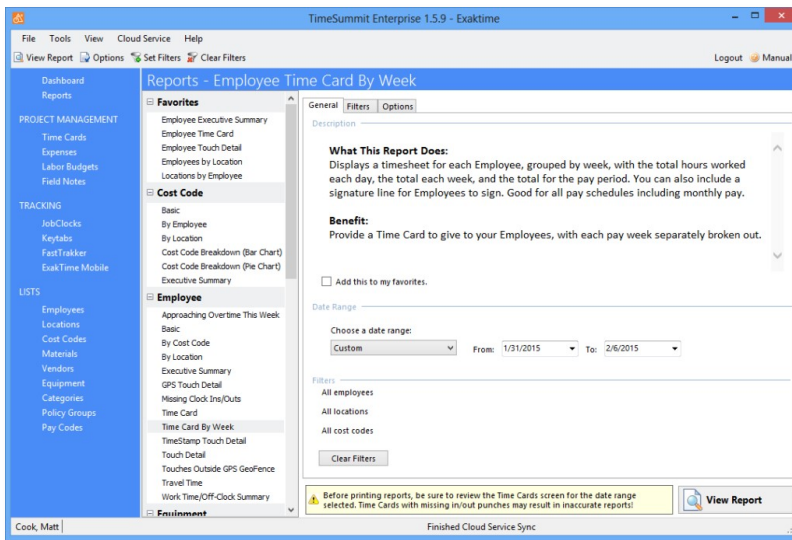 TimeSummit Enterprise 1.5.9 - Exaktime
File Tools View Cloud Service Help
View Report Options Set Filters Clear Filters Logout Manual
Dashboard
Reports
PROJECT MANAGEMENT
Time Cards
Expenses
Labor Budgets
Field Notes
TRACKING
JobClocks
Keytabs
FastTrakker
ExakTime Mobile
LISTS
Employees
Locations
Cost Codes
Materials
Vendors
Equipment
Categories
Policy Groups
Pay Codes
Reports - Employee Time Card By Week
Favorites
Employee Executive Summary
Employee Time Card
Employee Touch Detail
Employees by Location
Locations by Employee
Cost Code
Basic
By Employee
By Location
Cost Code Breakdown (Bar Chart)
Cost Code Breakdown (Pie Chart)
Executive Summary
Employee
Approaching Overtime This Week
Basic
By Cost Code
By Location
Executive Summary
GPS Touch Detail
Missing Clock Ins/Outs
Time Card
Time Card By Week
TimeStamp Touch Detail
Touch Detail
Touches Outside GPS GeoFence
Travel Time
Work Time/Off-Clock Summary
Equipment
General Filters Options
Description
What This Report Does:
Displays a timesheet for each Employee, grouped by week, with the total hours worked
each day, the total each week, and the total for the pay period. You can also include a
signature line for Employees to sign. Good for all pay schedules including monthly pay.
Benefit:
Provide a Time Card to give to your Employees, with each pay week separately broken out.
Add this to my favorites.
Date Range
Choose a date range:
Custom From: 1/31/2015 To: 2/6/2015
Filters
All employees
All locations
All cost codes
Clear Filters
Before printing reports, be sure to review the Time Cards screen for the date range
selected. Time Cards with missing in/out punches may result in inaccurate reports!
View Report
Cook, Matt Finished Cloud Service Sync